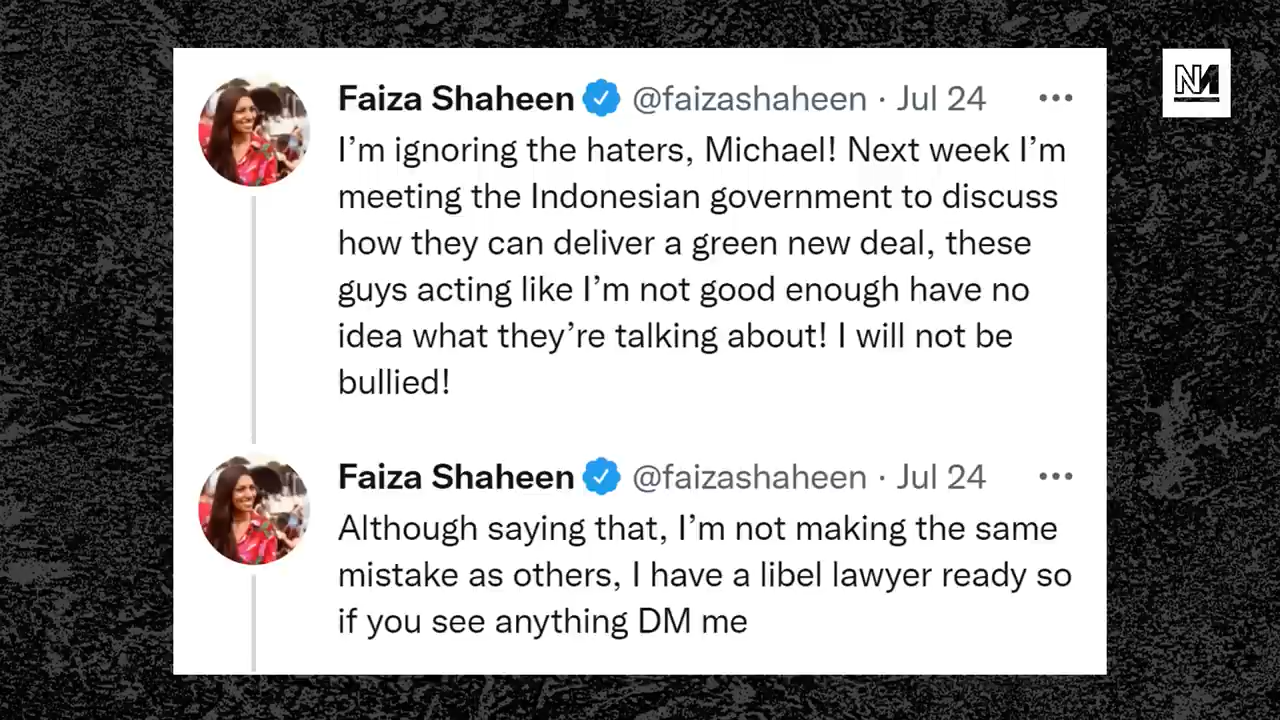 Faiza Shaheen @faizashaheen · Jul 24
I’m ignoring the haters, Michael! Next week I’m
meeting the Indonesian government to discuss
how they can deliver a green new deal, these
guys acting like I’m not good enough have no
idea what they’re talking about! I will not be
bullied!
Faiza Shaheen @faizashaheen · Jul 24
Although saying that, I’m not making the same
mistake as others, I have a libel lawyer ready so
if you see anything DM me
NM